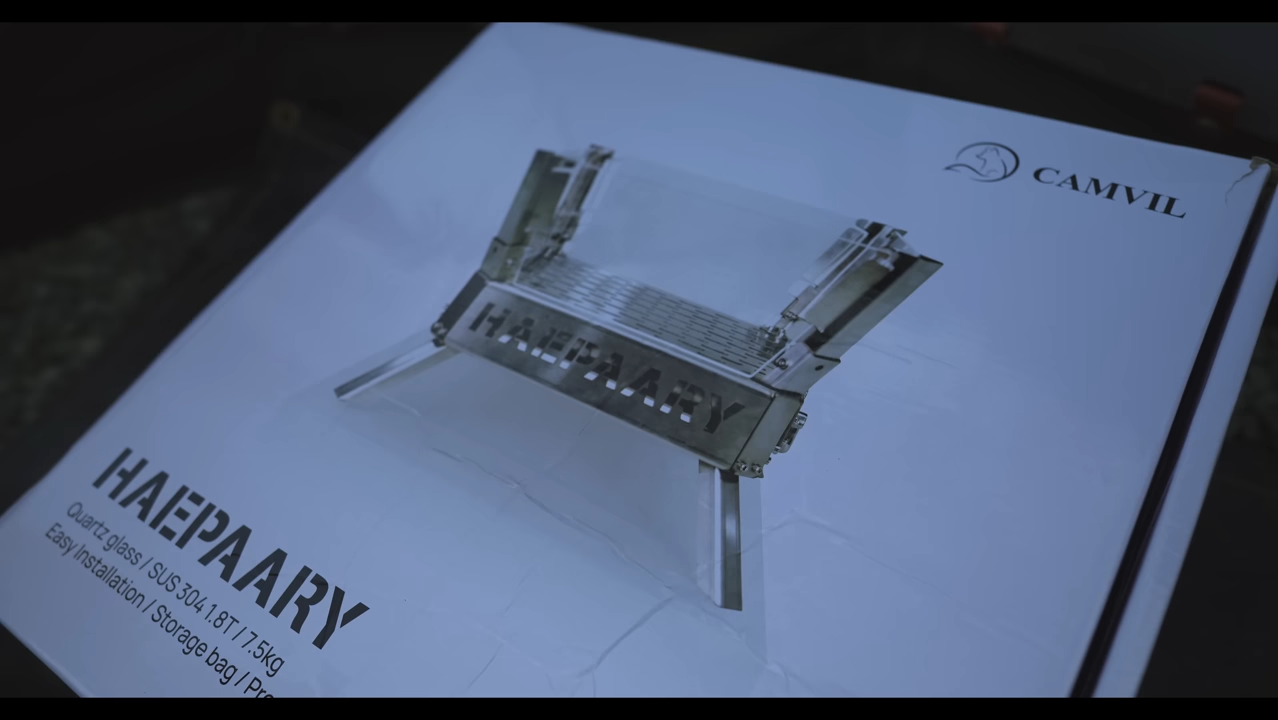 CAMVIL
HAEPAARY
HAEPAARY
Quartz glass / SUS 304 1.8T / 7.5kg
Easy Installation / Storage bag /